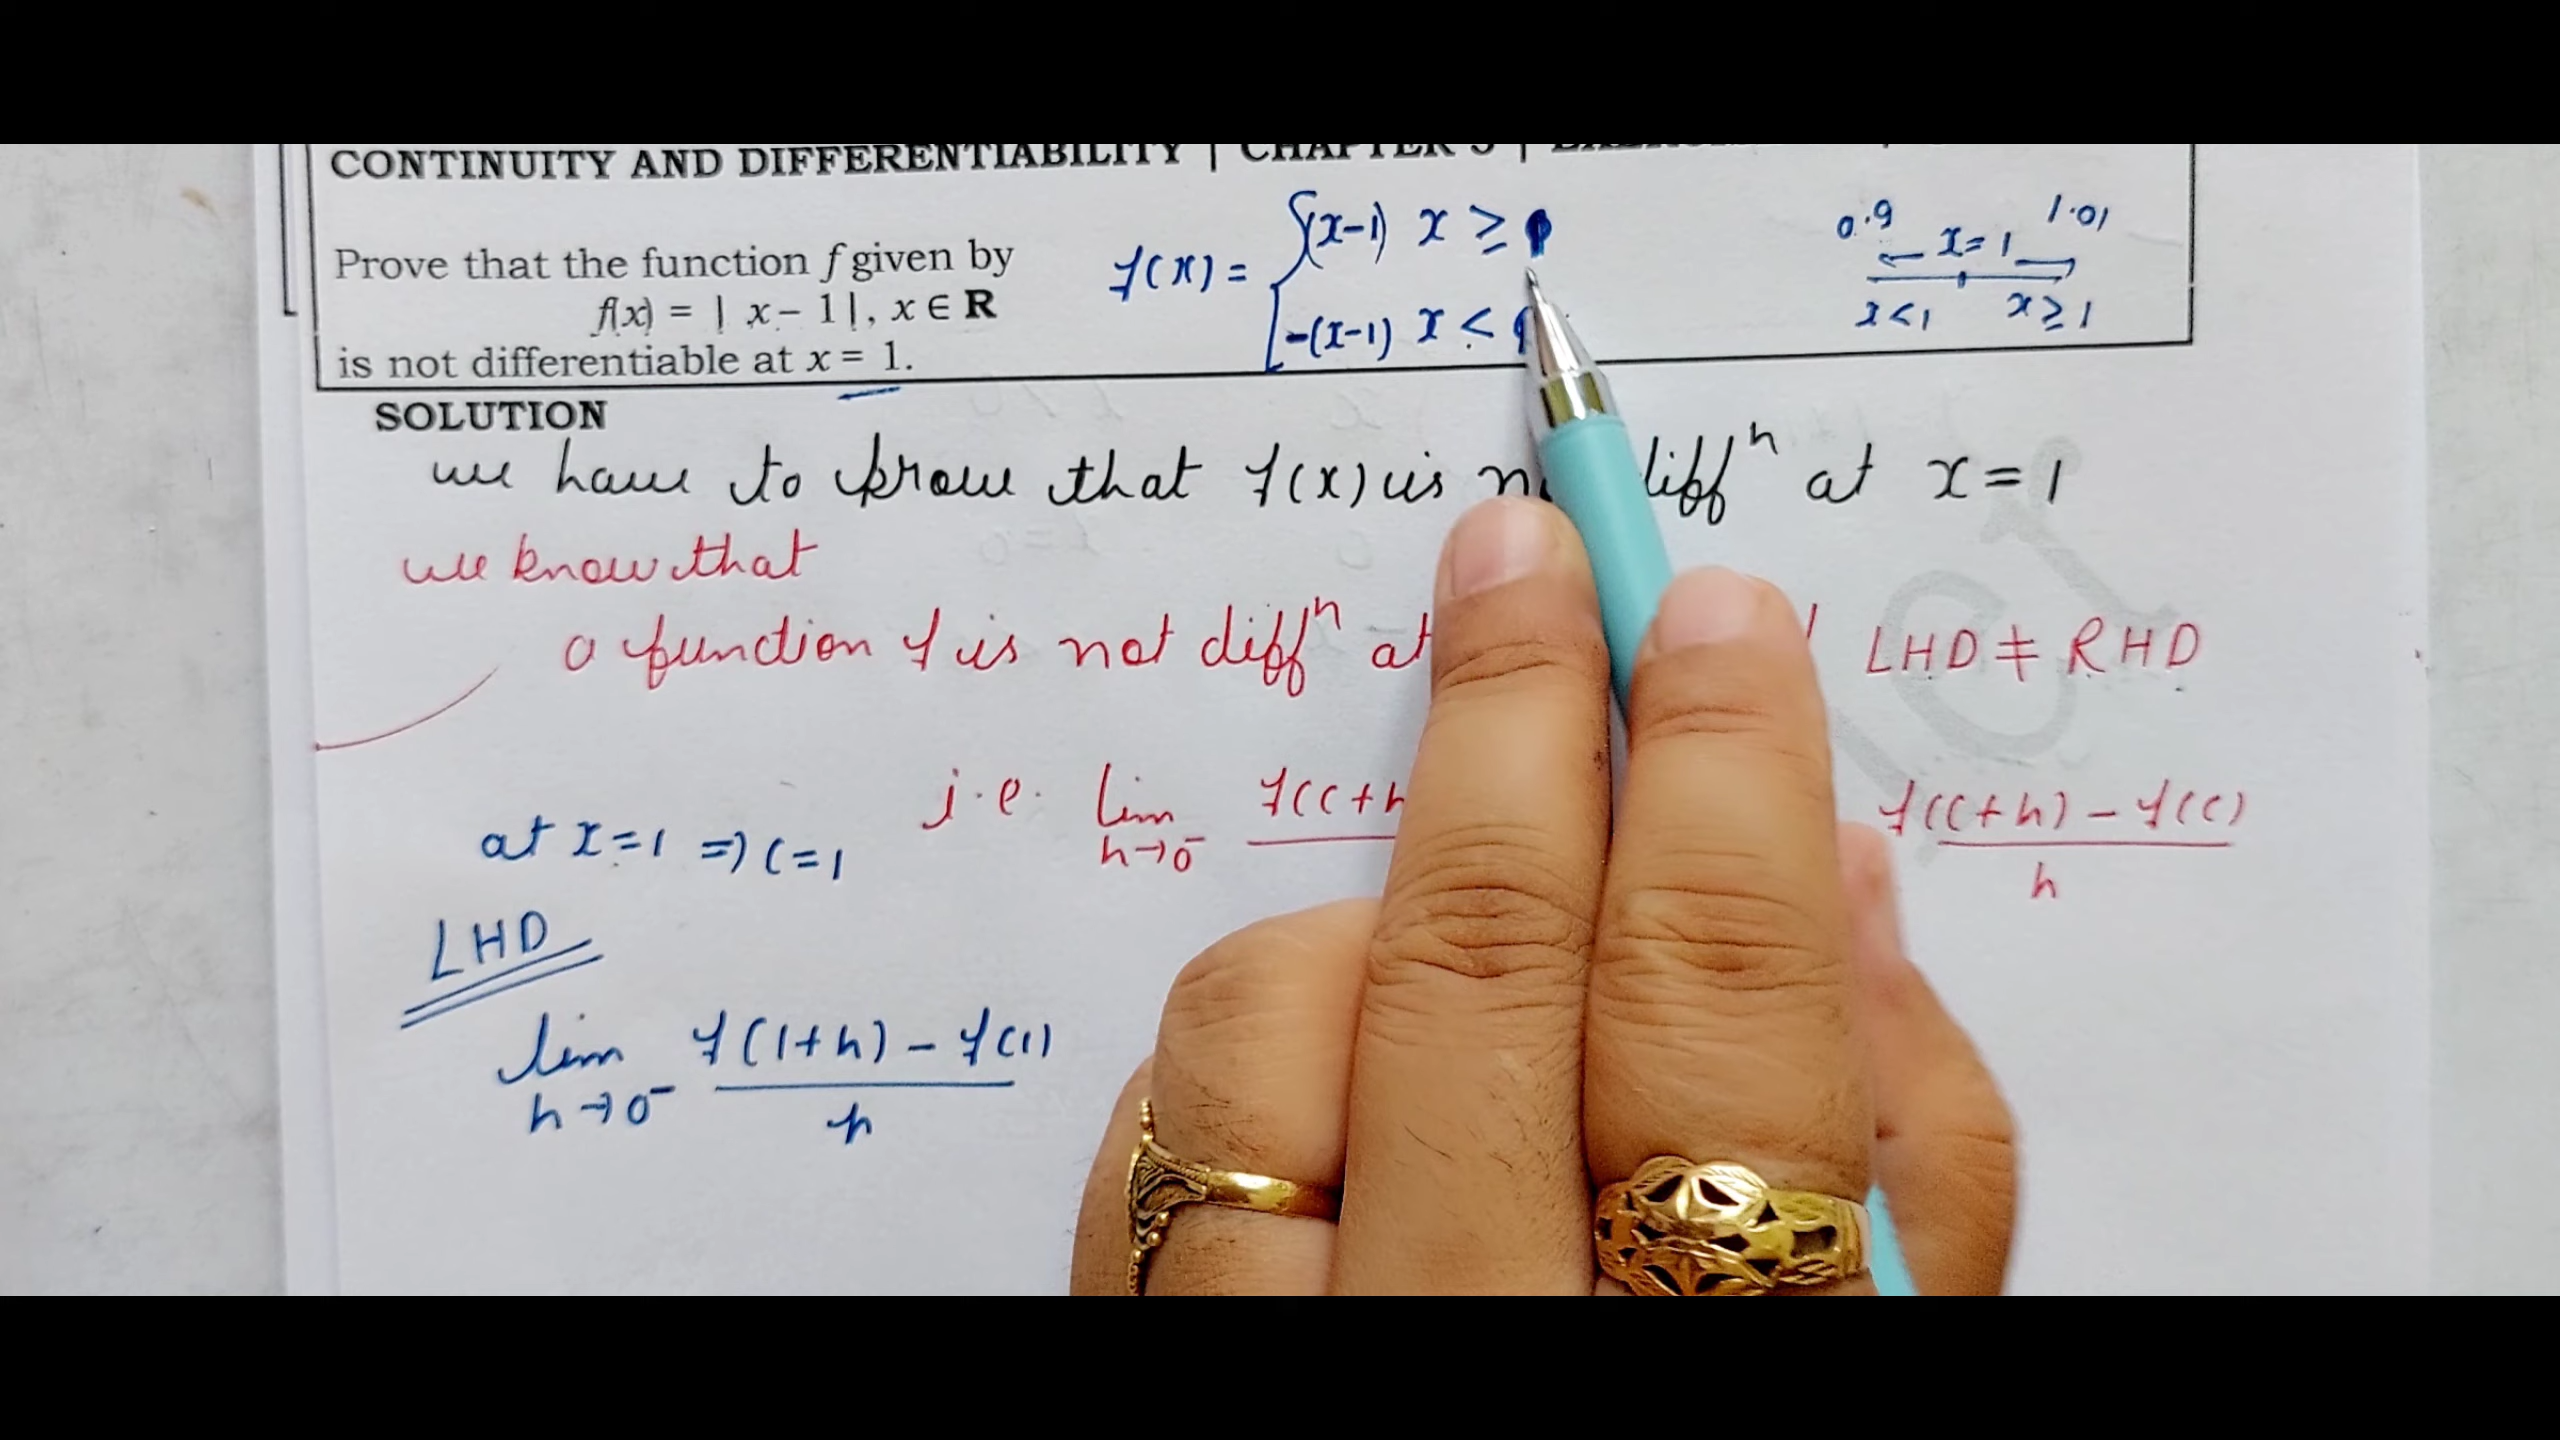 CONTINUITY AND DIFFERENTIABILITY | CHAPTER 5 |
Prove that the function f given by
f(x) = | x – 1|, x ∈ R
is not differentiable at x = 1.
f(x) = { (x-1) x ≥
-(x-1) x <
0.9 x=1 1.01
x<1 x≥1
SOLUTION
we have to prove that f(x) is diffⁿ at x = 1
we know that
a function f is not diffⁿ at LHD ≠ RHD
i.e. lim h→0⁻ f(c+h f(c+h) - f(c) / h
at x=1 => c=1
LHD
lim h→0⁻ f(1+h) - f(1) / h